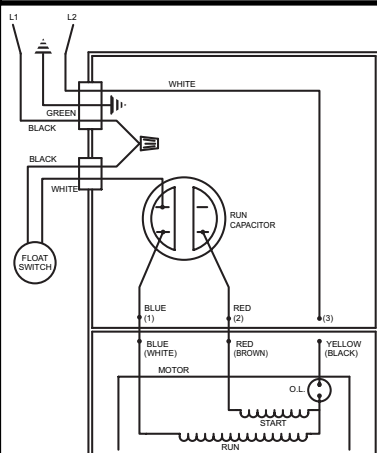 L1
L2
WHITE
GREEN
BLACK
BLACK
WHITE
FLOAT
SWITCH
RUN
CAPACITOR
BLUE
(1)
RED
(2)
(3)
BLUE
(WHITE)
RED
(BROWN)
YELLOW
(BLACK)
MOTOR
O.L.
START
RUN